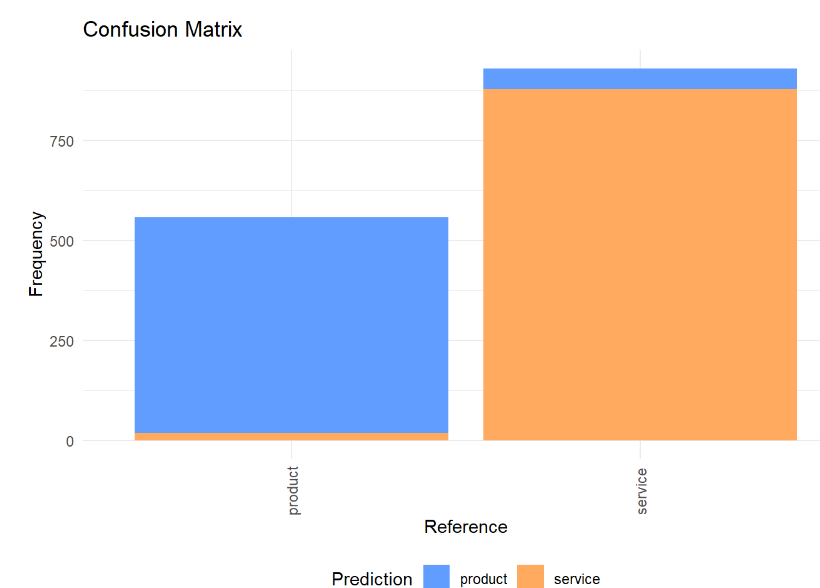 Confusion Matrix
Frequency
750
500
250
0
product
service
Reference
Prediction product service